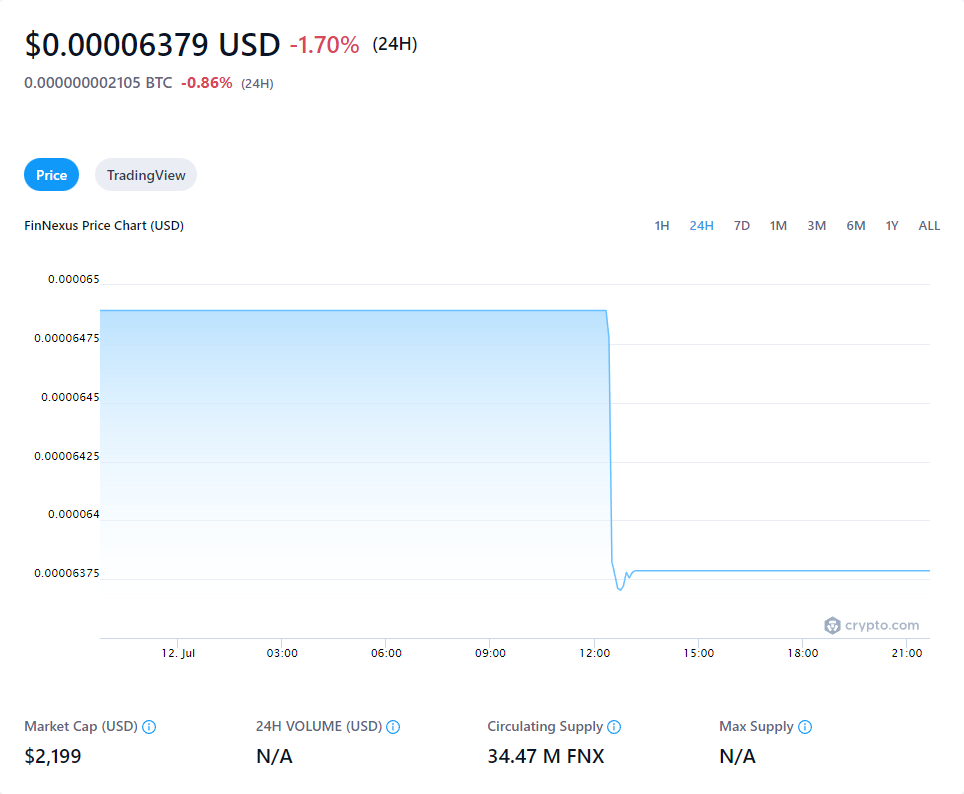 $0.00006379 USD -1.70% (24H)
0.000000002105 BTC -0.86% (24H)
Price TradingView
FinNexus Price Chart (USD) 1H 24H 7D 1M 3M 6M 1Y ALL
0.000065
0.00006475
0.0000645
0.00006425
0.000064
0.00006375
crypto.com
12. Jul 03:00 06:00 09:00 12:00 15:00 18:00 21:00
Market Cap (USD) 24H VOLUME (USD) Circulating Supply Max Supply
$2,199 N/A 34.47 M FNX N/A